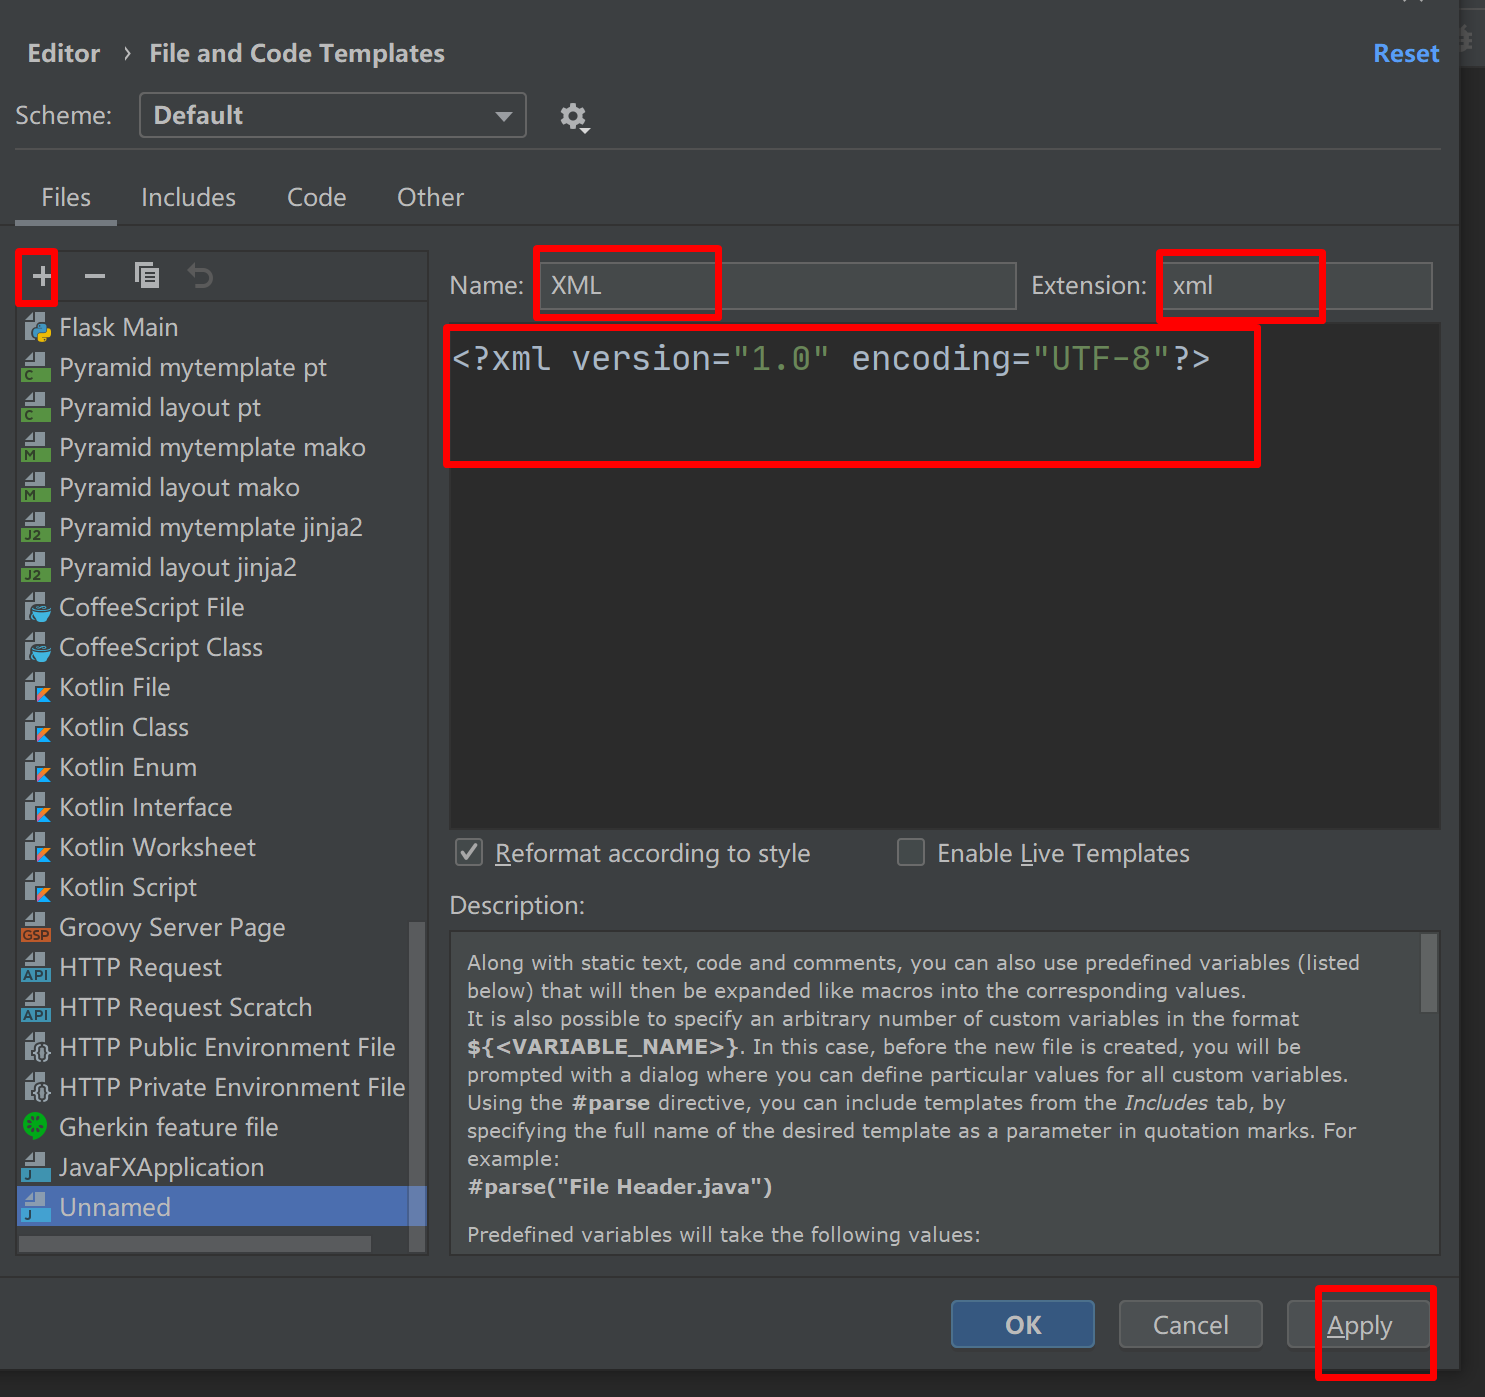 Editor › File and Code Templates
Reset
Scheme: Default
Files Includes Code Other
Name: XML Extension: xml
<?xml version="1.0" encoding="UTF-8"?>
Flask Main
Pyramid mytemplate pt
Pyramid layout pt
Pyramid mytemplate mako
Pyramid layout mako
Pyramid mytemplate jinja2
Pyramid layout jinja2
CoffeeScript File
CoffeeScript Class
Kotlin File
Kotlin Class
Kotlin Enum
Kotlin Interface
Kotlin Worksheet
Kotlin Script
Groovy Server Page
HTTP Request
HTTP Request Scratch
HTTP Public Environment File
HTTP Private Environment File
Gherkin feature file
JavaFXApplication
Unnamed
Reformat according to style Enable Live Templates
Description:
Along with static text, code and comments, you can also use predefined variables (listed
below) that will then be expanded like macros into the corresponding values.
It is also possible to specify an arbitrary number of custom variables in the format
${<VARIABLE_NAME>}. In this case, before the new file is created, you will be
prompted with a dialog where you can define particular values for all custom variables.
Using the #parse directive, you can include templates from the Includes tab, by
specifying the full name of the desired template as a parameter in quotation marks. For
example:
#parse("File Header.java")
Predefined variables will take the following values:
OK Cancel Apply